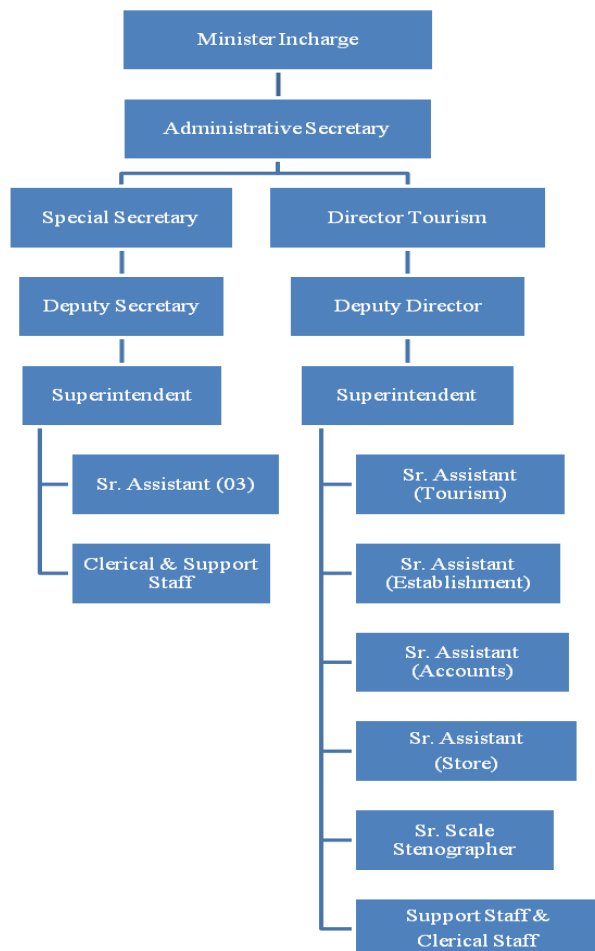 Minister Incharge
Administrative Secretary
Special Secretary
Director Tourism
Deputy Secretary
Deputy Director
Superintendent
Superintendent
Sr. Assistant (03)
Sr. Assistant
(Tourism)
Clerical & Support
Staff
Sr. Assistant
(Establishment)
Sr. Assistant
(Accounts)
Sr. Assistant
(Store)
Sr. Scale
Stenographer
Support Staff &
Clerical Staff